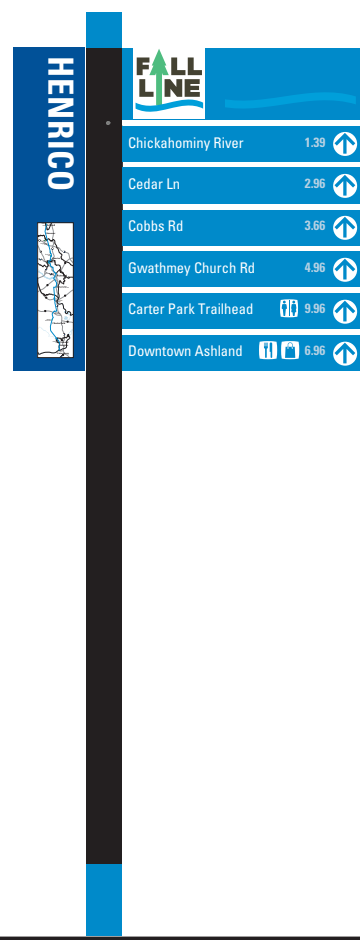 HENRICO
FALL
LINE
Chickahominy River 1.39
Cedar Ln 2.96
Cobbs Rd 3.66
Gwathmey Church Rd 4.96
Carter Park Trailhead 9.96
Downtown Ashland 6.96